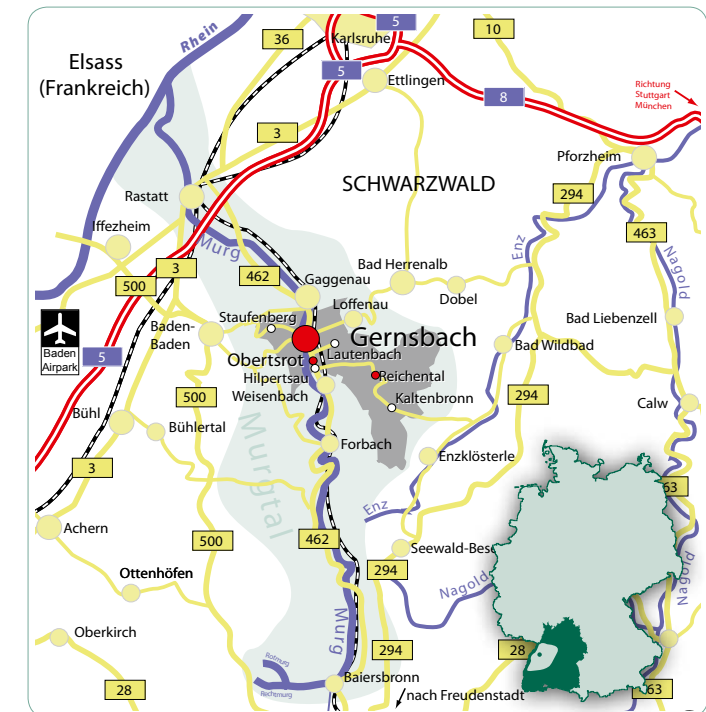 5
10
36
Karlsruhe
Rhein
Elsass
(Frankreich)
5
Ettlingen
8
Richtung
Stuttgart
München
3
Pforzheim
SCHWARZWALD
294
Rastatt
463
Iffezheim
Murg
Enz
Nagold
3
462
500
Gaggenau
Bad Herrenalb
Dobel
Loffenau
Staufenberg
Bad Liebenzell
Baden-
Baden
Gernsbach
Bad Wildbad
Baden
Airpark
5
Obertsrot
Lautenbach
Hilpertsau
Reichental
Weisenbach
Kaltenbronn
500
294
Calw
Bühl
Bühlertal
Murgtal
Forbach
Enzklösterle
3
63
Enz
Achern
500
462
Seewald-Bes
294
Nagold
Nagold
Ottenhöfen
Murg
Oberkirch
294
28
Rotmurg
Rechtmurg
Baiersbronn
28
nach Freudenstadt
63